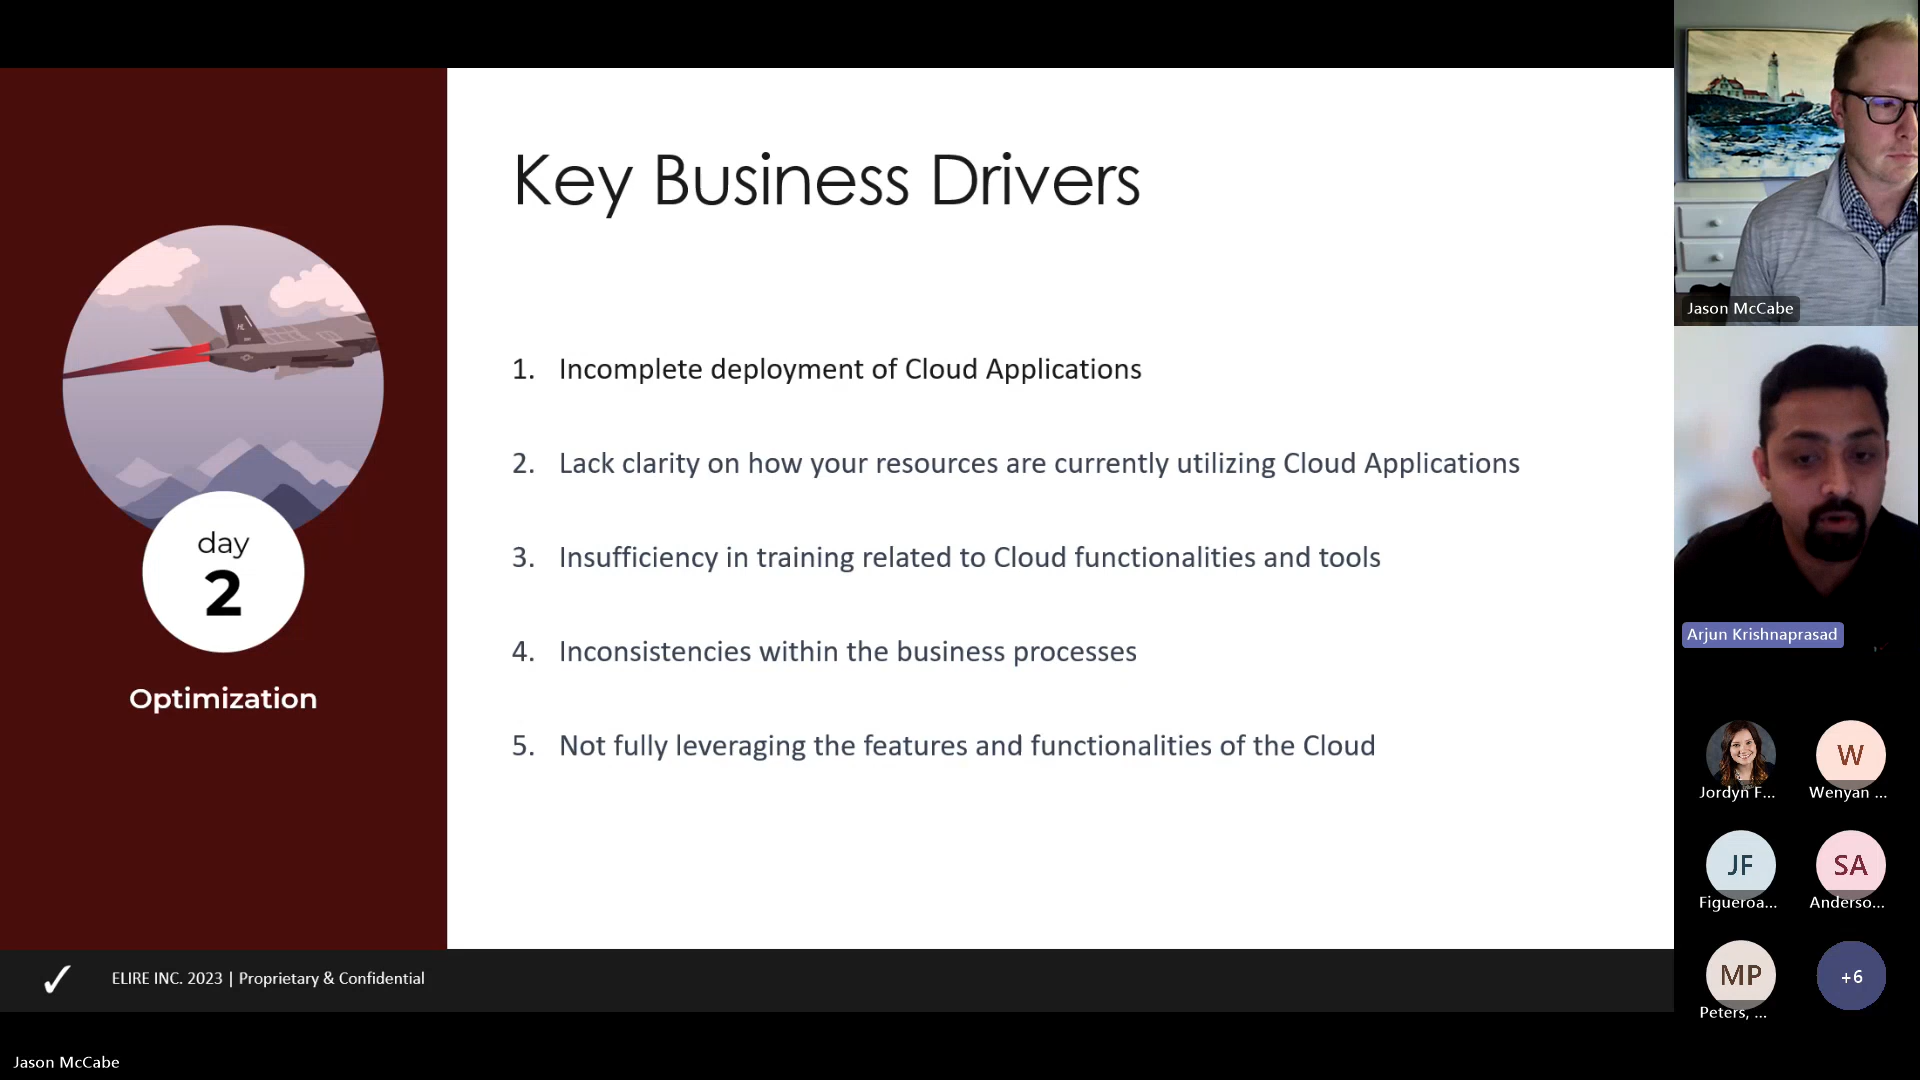 Key Business Drivers
1. Incomplete deployment of Cloud Applications
2. Lack clarity on how your resources are currently utilizing Cloud Applications
3. Insufficiency in training related to Cloud functionalities and tools
4. Inconsistencies within the business processes
5. Not fully leveraging the features and functionalities of the Cloud
day
2
Optimization
ELIRE INC. 2023 | Proprietary & Confidential
Jason McCabe
Jason McCabe
Arjun Krishnaprasad
Jordyn F...
W
Wenyan ...
JF
Figueroa...
SA
Anderso...
MP
Peters, ...
+6